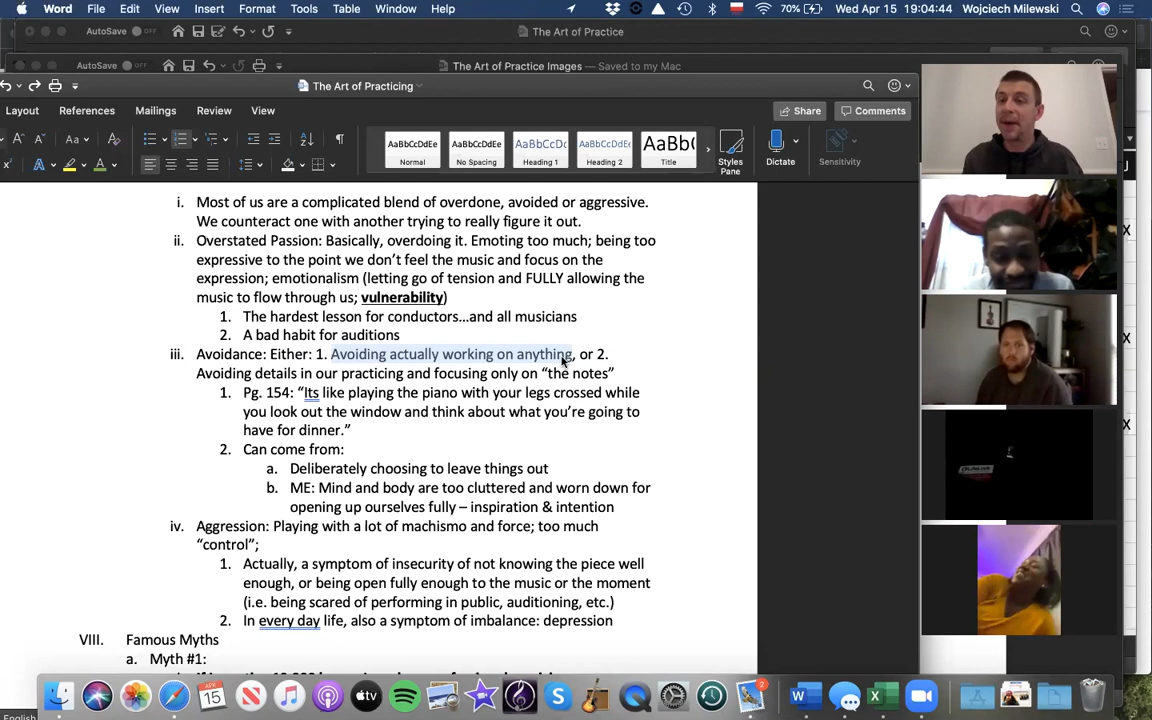 Word File Edit View Insert Format Tools Table Window Help 70% Wed Apr 15 19:04:44 Wojciech Milewski
AutoSave OFF The Art of Practice
AutoSave OFF The Art of Practice Images — Saved to my Mac
The Art of Practicing
Layout References Mailings Review View Share Comments
AaBbCcDdEe AaBbCcDdEe AaBbCcDc AaBbCcDdEe AaBb(
Normal No Spacing Heading 1 Heading 2 Title Styles Pane Dictate Sensitivity
i. Most of us are a complicated blend of overdone, avoided or aggressive.
We counteract one with another trying to really figure it out.
ii. Overstated Passion: Basically, overdoing it. Emoting too much; being too
expressive to the point we don’t feel the music and focus on the
expression; emotionalism (letting go of tension and FULLY allowing the
music to flow through us; vulnerability)
1. The hardest lesson for conductors…and all musicians
2. A bad habit for auditions
iii. Avoidance: Either: 1. Avoiding actually working on anything, or 2.
Avoiding details in our practicing and focusing only on “the notes”
1. Pg. 154: “Its like playing the piano with your legs crossed while
you look out the window and think about what you’re going to
have for dinner.”
2. Can come from:
a. Deliberately choosing to leave things out
b. ME: Mind and body are too cluttered and worn down for
opening up ourselves fully – inspiration & intention
iv. Aggression: Playing with a lot of machismo and force; too much
“control”;
1. Actually, a symptom of insecurity of not knowing the piece well
enough, or being open fully enough to the music or the moment
(i.e. being scared of performing in public, auditioning, etc.)
2. In every day life, also a symptom of imbalance: depression
VIII. Famous Myths
a. Myth #1: